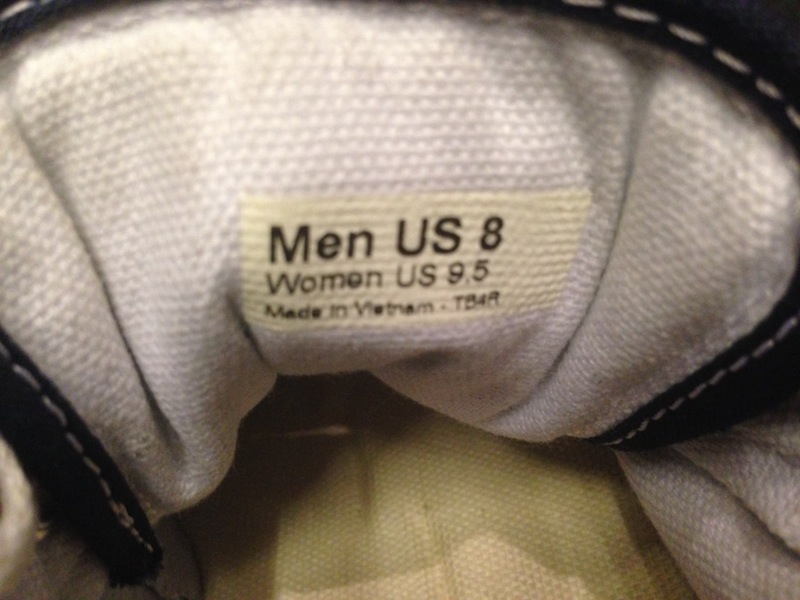 Men US 8
Women US 9.5
Made in Vietnam - TB4R